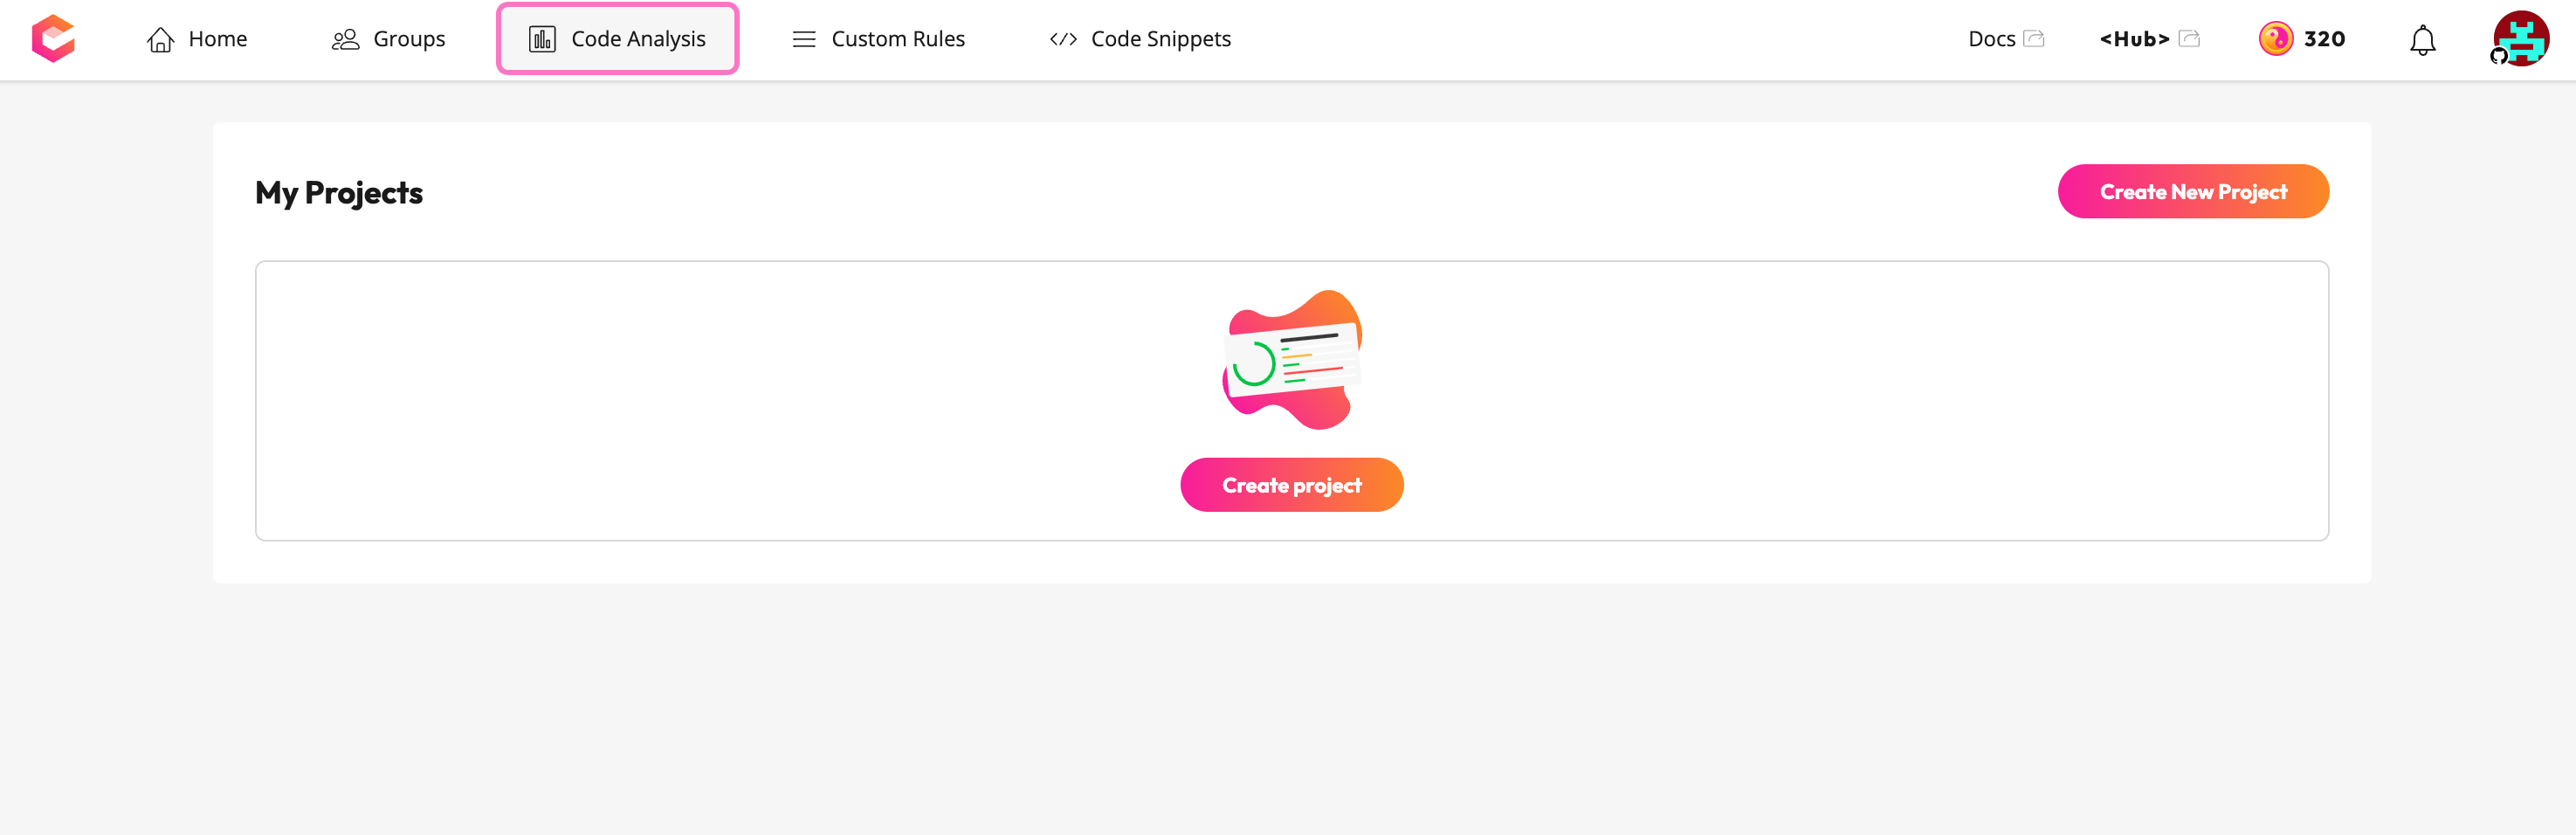 Home Groups Code Analysis Custom Rules Code Snippets Docs <Hub> 320
My Projects
Create New Project
Create project